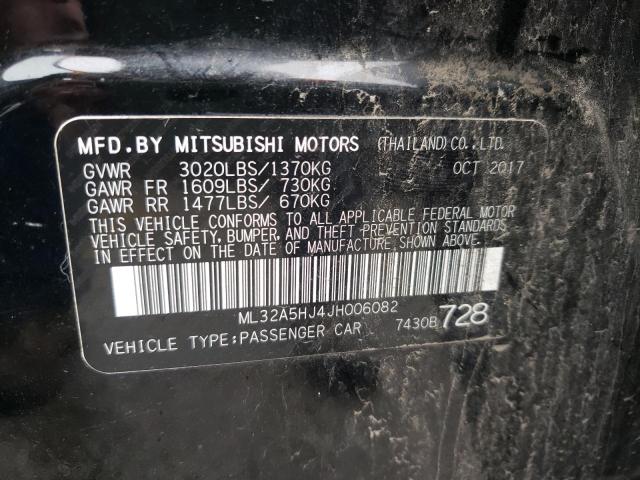 MFD.BY MITSUBISHI MOTORS (THAILAND)CO.,LTD.
GVWR 3020LBS/1370KG OCT 2017
GAWR FR 1609LBS/ 730KG
GAWR RR 1477LBS/ 670KG
THIS VEHICLE CONFORMS TO ALL APPLICABLE FEDERAL MOTOR
VEHICLE SAFETY, BUMPER, AND THEFT PREVENTION STANDARDS
IN EFFECT ON THE DATE OF MANUFACTURE SHOWN ABOVE.
ML32A5HJ4JH006082
VEHICLE TYPE:PASSENGER CAR 7430B 728